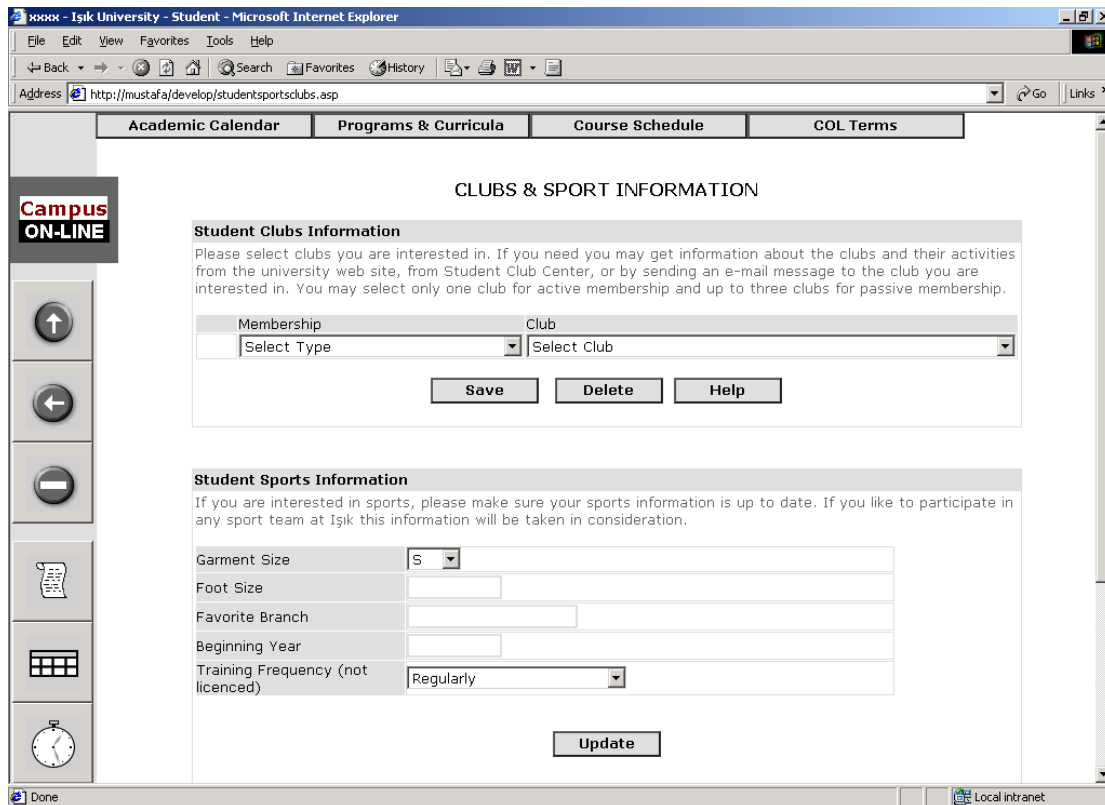 xxxx - Işık University - Student - Microsoft Internet Explorer
File Edit View Favorites Tools Help
Back Search Favorites History
Address http://mustafa/develop/studentsportsclubs.asp Go Links
Academic Calendar Programs & Curricula Course Schedule COL Terms
CLUBS & SPORT INFORMATION
Campus
ON-LINE
Student Clubs Information
Please select clubs you are interested in. If you need you may get information about the clubs and their activities
from the university web site, from Student Club Center, or by sending an e-mail message to the club you are
interested in. You may select only one club for active membership and up to three clubs for passive membership.
Membership Club
Select Type Select Club
Save Delete Help
Student Sports Information
If you are interested in sports, please make sure your sports information is up to date. If you like to participate in
any sport team at Işık this information will be taken in consideration.
Garment Size S
Foot Size
Favorite Branch
Beginning Year
Training Frequency (not
licenced) Regularly
Update
Done Local intranet